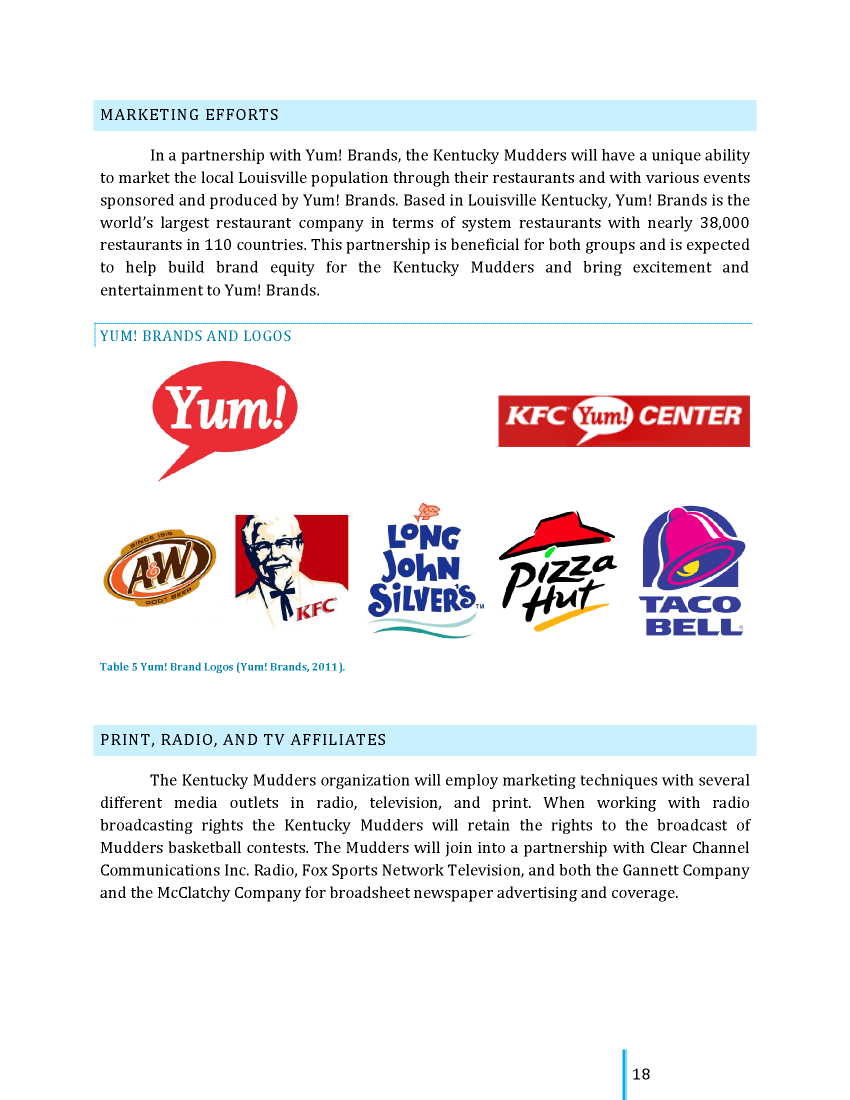 MARKETING EFFORTS
In a partnership with Yum! Brands, the Kentucky Mudders will have a unique ability
to market the local Louisville population through their restaurants and with various events
sponsored and produced by Yum! Brands. Based in Louisville Kentucky, Yum! Brands is the
world's largest restaurant company in terms of system restaurants with nearly 38,000
restaurants in 110 countries. This partnership is beneficial for both groups and is expected
to help build brand equity for the Kentucky Mudders and bring excitement and
entertainment to Yum! Brands.
YUM! BRANDS AND LOGOS
Yum!
KFC Yum! CENTER
SINCE 1919
A&W
ROOT BEER
KFC
LONG
JOHN
SILVER'S™
Pizza
Hut
TACO
BELL®
Table 5 Yum! Brand Logos (Yum! Brands, 2011).
PRINT, RADIO, AND TV AFFILIATES
The Kentucky Mudders organization will employ marketing techniques with several
different media outlets in radio, television, and print. When working with radio
broadcasting rights the Kentucky Mudders will retain the rights to the broadcast of
Mudders basketball contests. The Mudders will join into a partnership with Clear Channel
Communications Inc. Radio, Fox Sports Network Television, and both the Gannett Company
and the McClatchy Company for broadsheet newspaper advertising and coverage.
18